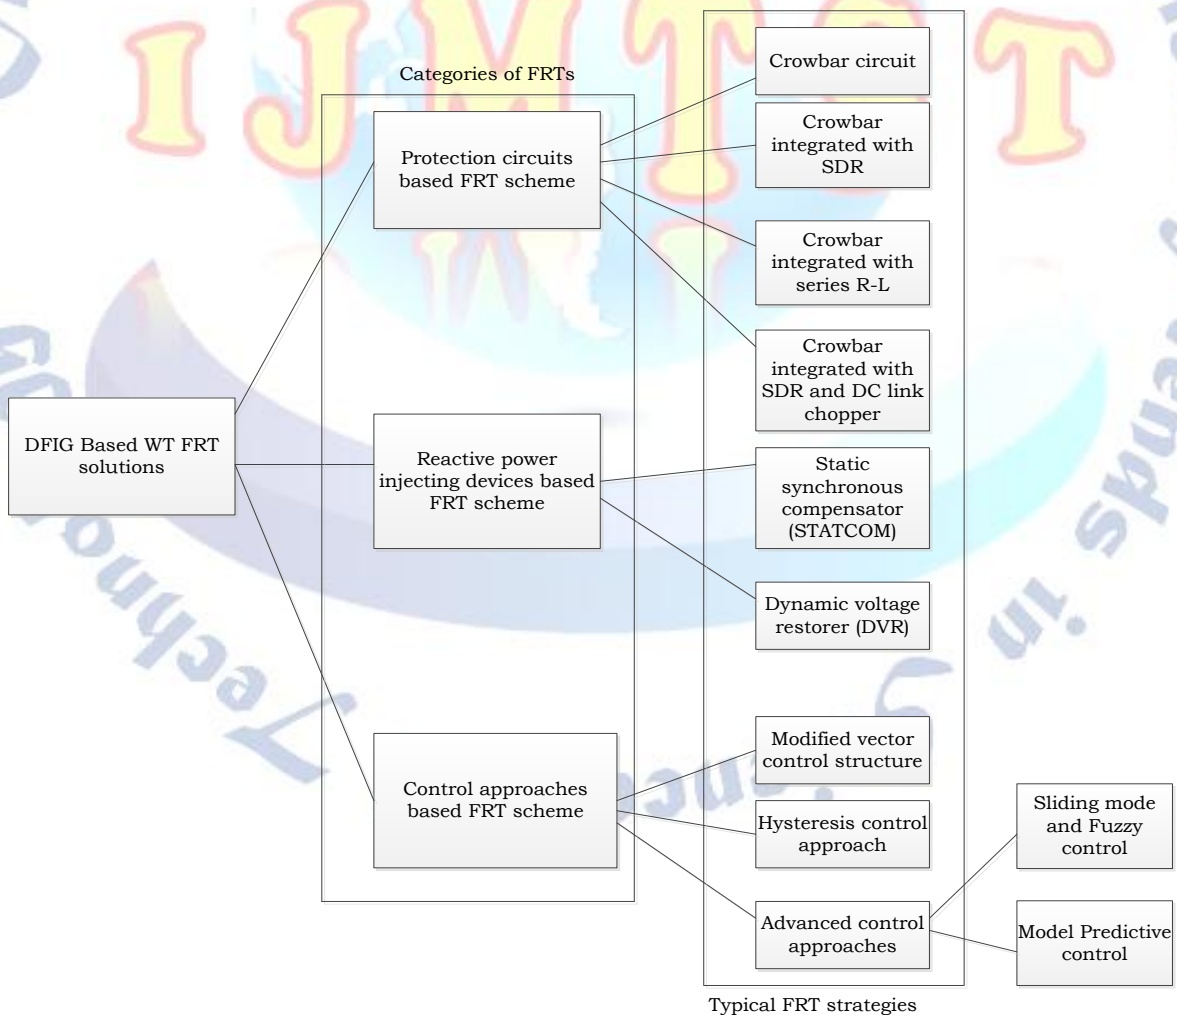 IJMTST
Categories of FRTs
Crowbar circuit
Crowbar
integrated with
SDR
Protection circuits
based FRT scheme
Crowbar
integrated with
series R-L
Crowbar
integrated with
SDR and DC link
chopper
DFIG Based WT FRT
solutions
Reactive power
injecting devices based
FRT scheme
Static
synchronous
compensator
(STATCOM)
Dynamic voltage
restorer (DVR)
Control approaches
based FRT scheme
Modified vector
control structure
Hysteresis control
approach
Advanced control
approaches
Sliding mode
and Fuzzy
control
Model Predictive
control
Typical FRT strategies
in